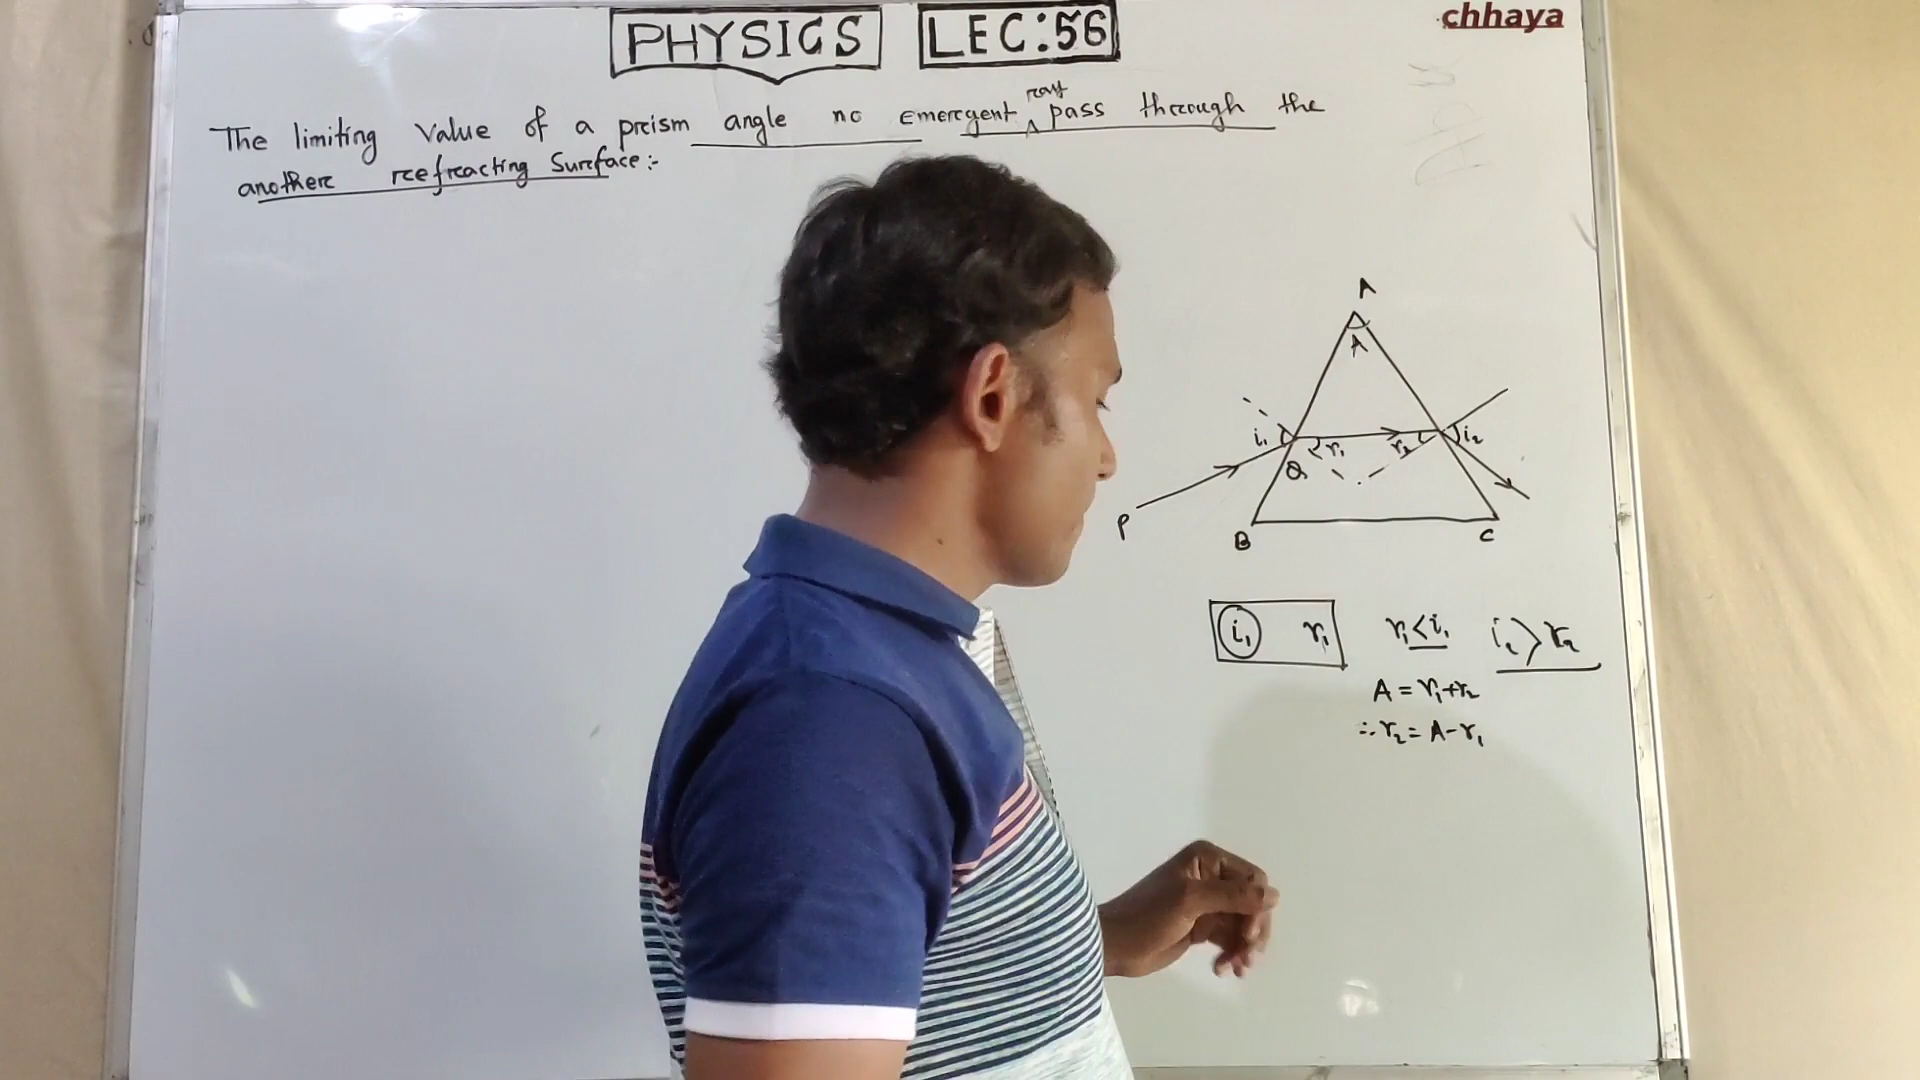 PHYSICS LEC:56
chhaya
The limiting value of a prism angle no emergent ray pass through the
another refracting Surface:-
A
A
i₁ r₁ r₂ i₂
Q
P
B C
i₁ r₁ r₁<i₁ i₂>r₂
A = r₁+r₂
∴ r₂ = A-r₁